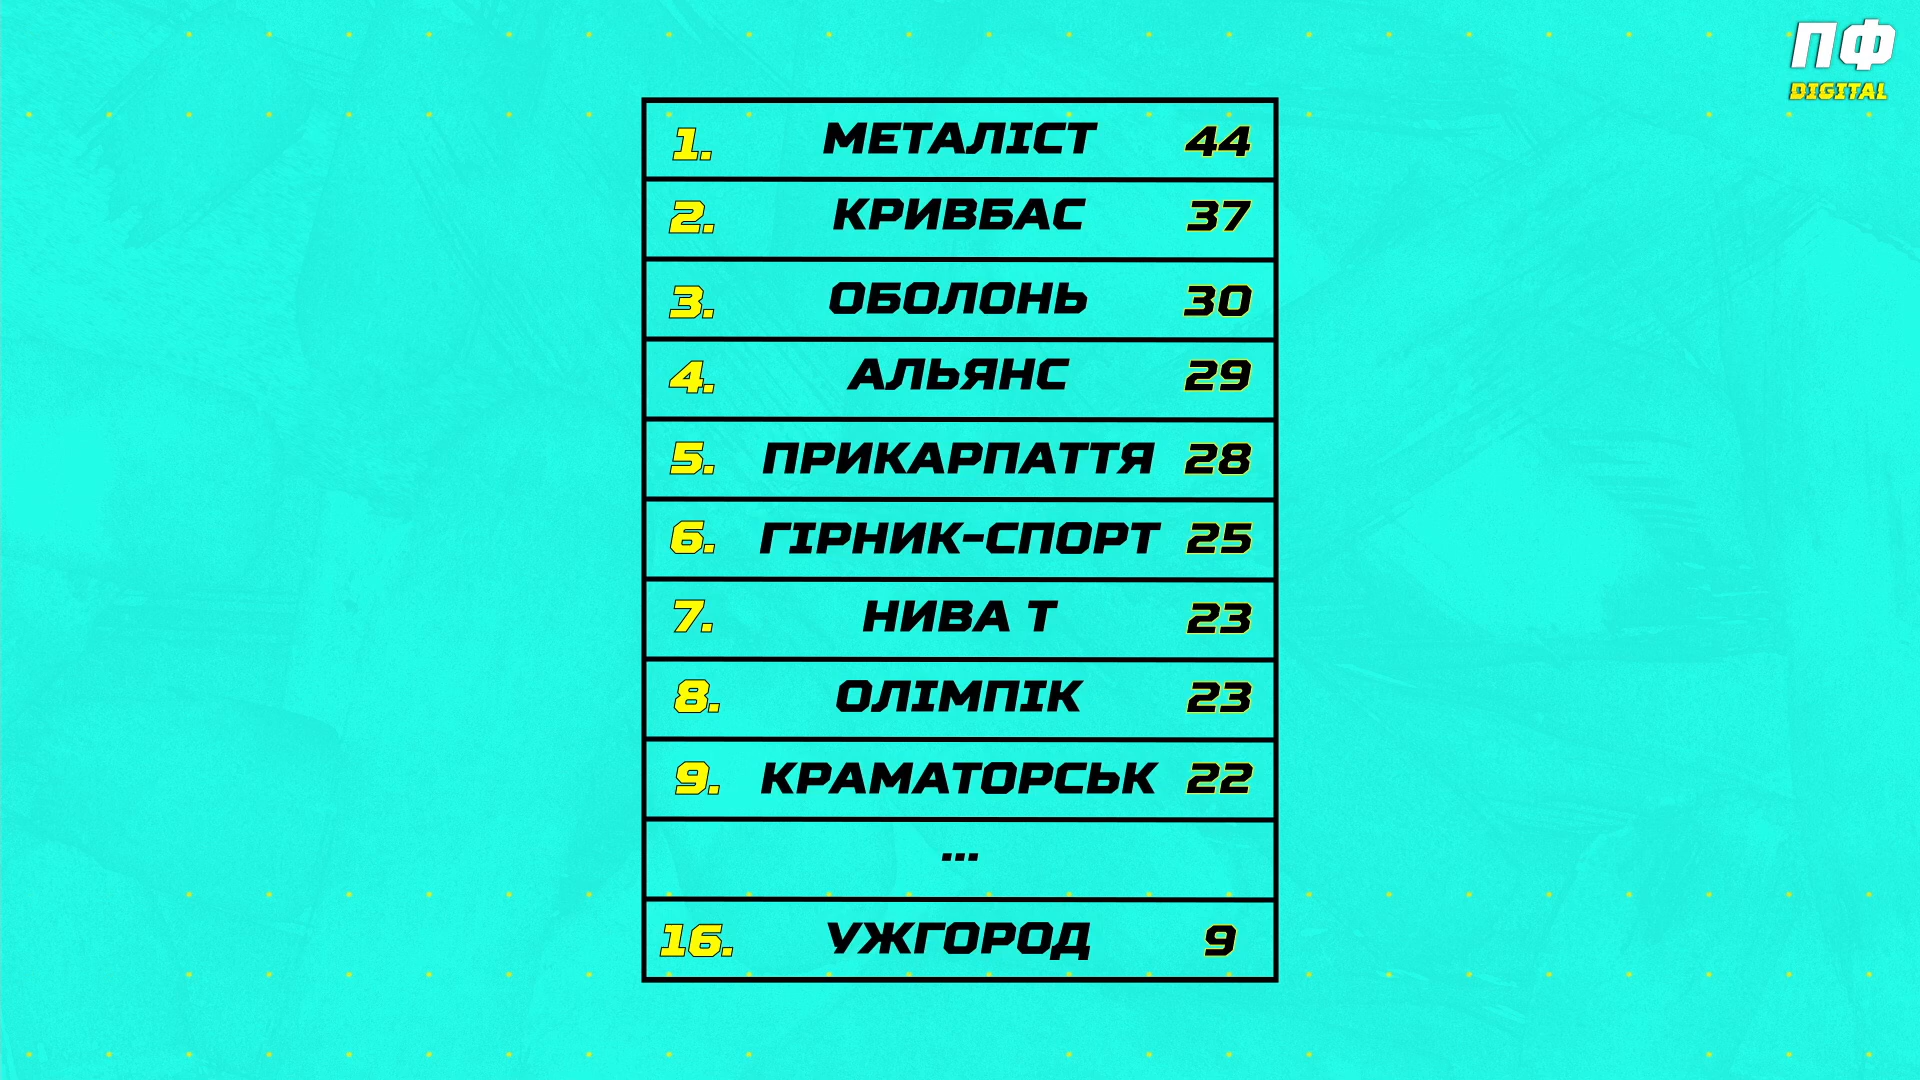 ПФ
DIGITAL
1. МЕТАЛІСТ 44
2. КРИВБАС 37
3. ОБОЛОНЬ 30
4. АЛЬЯНС 29
5. ПРИКАРПАТТЯ 28
6. ГІРНИК-СПОРТ 25
7. НИВА Т 23
8. ОЛІМПІК 23
9. КРАМАТОРСЬК 22
...
16. УЖГОРОД 9